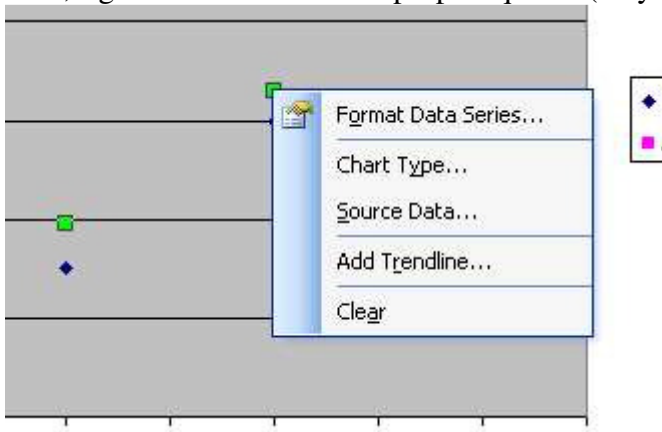 Format Data Series...
Chart Type...
Source Data...
Add Trendline...
Clear